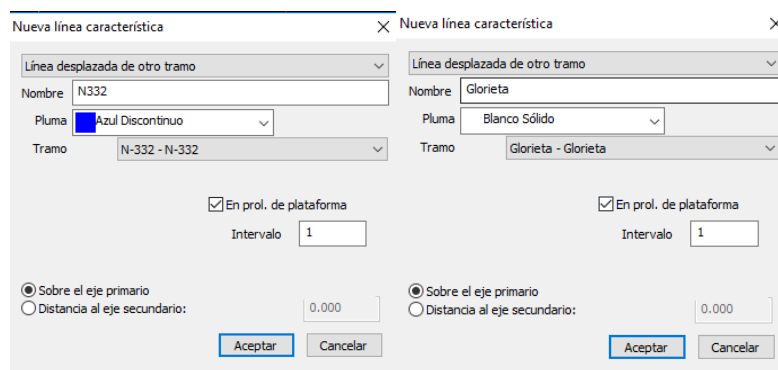 Nueva línea característica
Línea desplazada de otro tramo
Nombre N332
Pluma Azul Discontinuo
Tramo N-332 - N-332
En prol. de plataforma
Intervalo 1
Sobre el eje primario
Distancia al eje secundario: 0.000
Aceptar Cancelar
Nueva línea característica
Línea desplazada de otro tramo
Nombre Glorieta
Pluma Blanco Sólido
Tramo Glorieta - Glorieta
En prol. de plataforma
Intervalo 1
Sobre el eje primario
Distancia al eje secundario: 0.000
Aceptar Cancelar